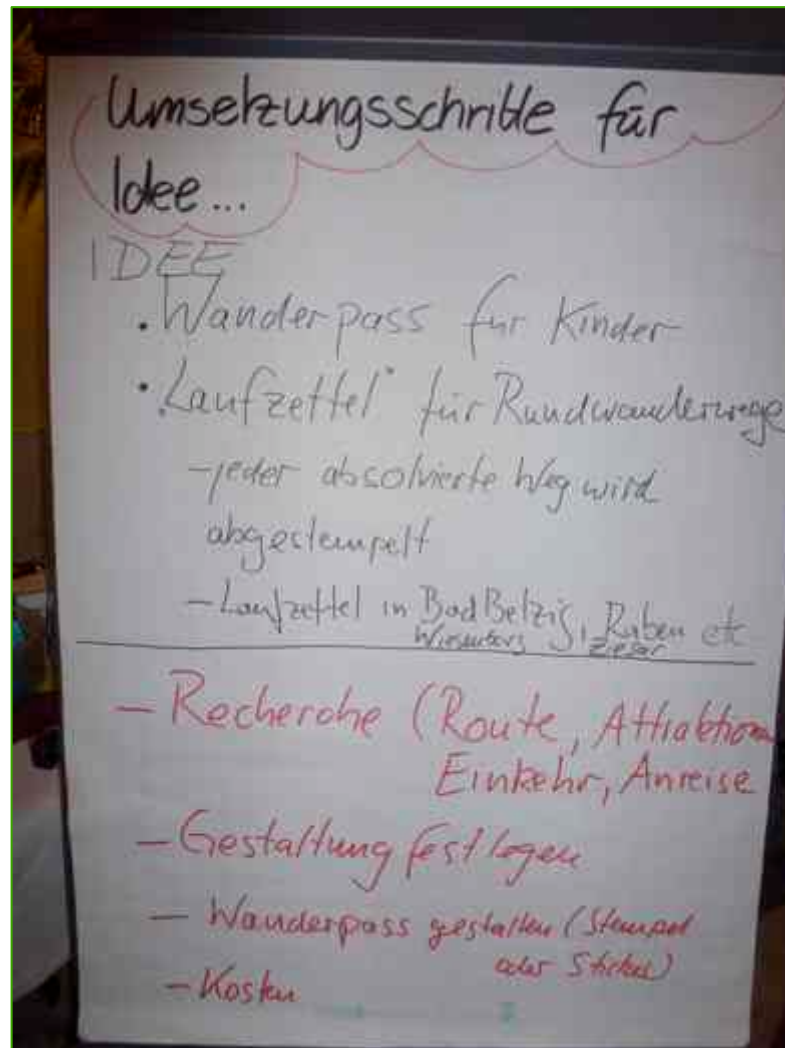 Umsetzungsschritte für
Idee...
IDEE
• Wanderpass für Kinder
• „Laufzettel" für Rundwanderwege
- jeder absolvierte Weg wird
abgestempelt
- Laufzettel in Bad Belzig, Raben etc
Wiesenburg, Ziesar
- Recherche (Route, Attraktion
Einkehr, Anreise
- Gestaltung festlegen
- Wanderpass gestalten (Stempel
oder Sticker)
- Kosten